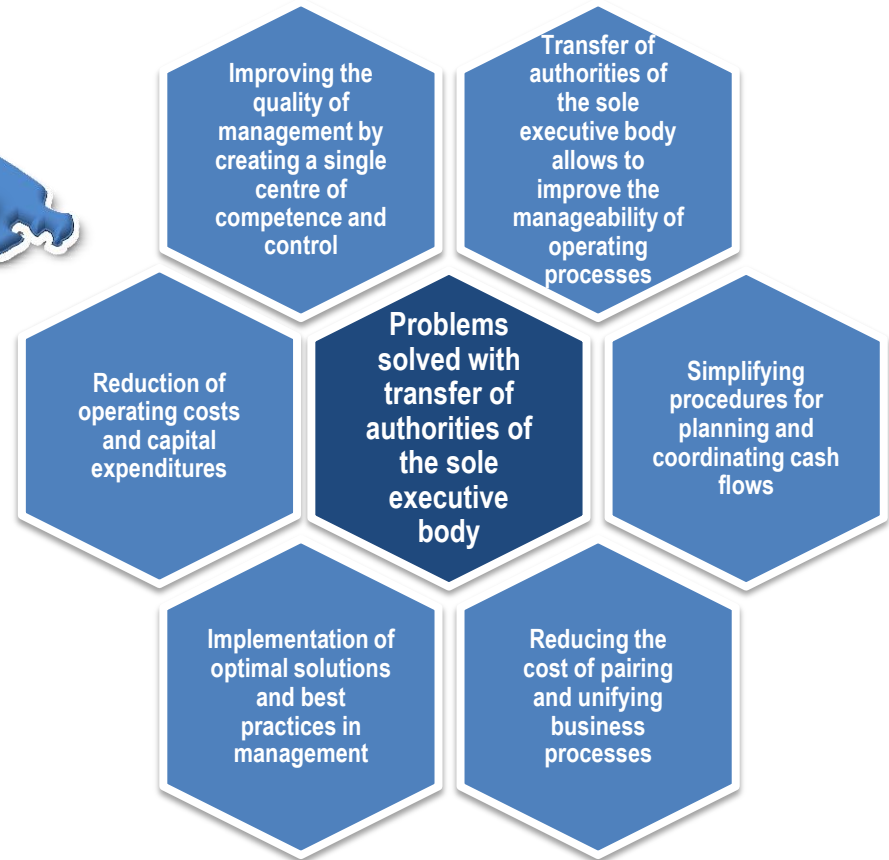 Improving the
quality of
management by
creating a single
centre of
competence and
control
Transfer of
authorities of
the sole
executive body
allows to
improve the
manageability of
operating
processes
Reduction of
operating costs
and capital
expenditures
Problems
solved with
transfer of
authorities of
the sole
executive
body
Simplifying
procedures for
planning and
coordinating cash
flows
Implementation of
optimal solutions
and best
practices in
management
Reducing the
cost of pairing
and unifying
business
processes